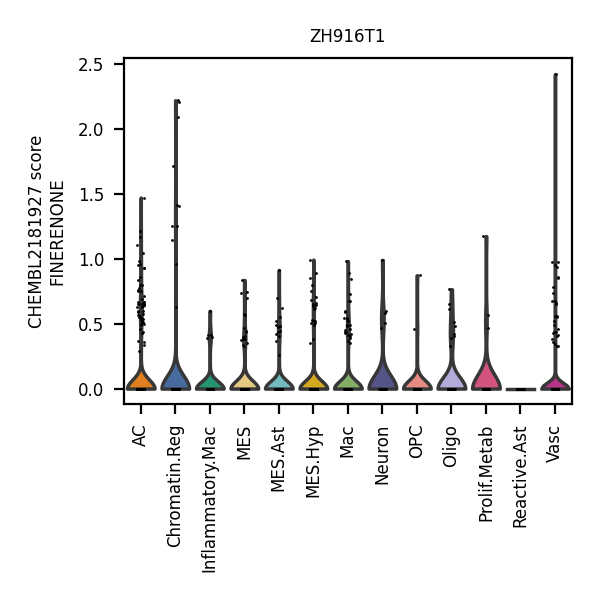 ZH916T1
CHEMBL2181927 score
FINERENONE
2.5
2.0
1.5
1.0
0.5
0.0
AC
Chromatin.Reg
Inflammatory.Mac
MES
MES.Ast
MES.Hyp
Mac
Neuron
OPC
Oligo
Prolif.Metab
Reactive.Ast
Vasc